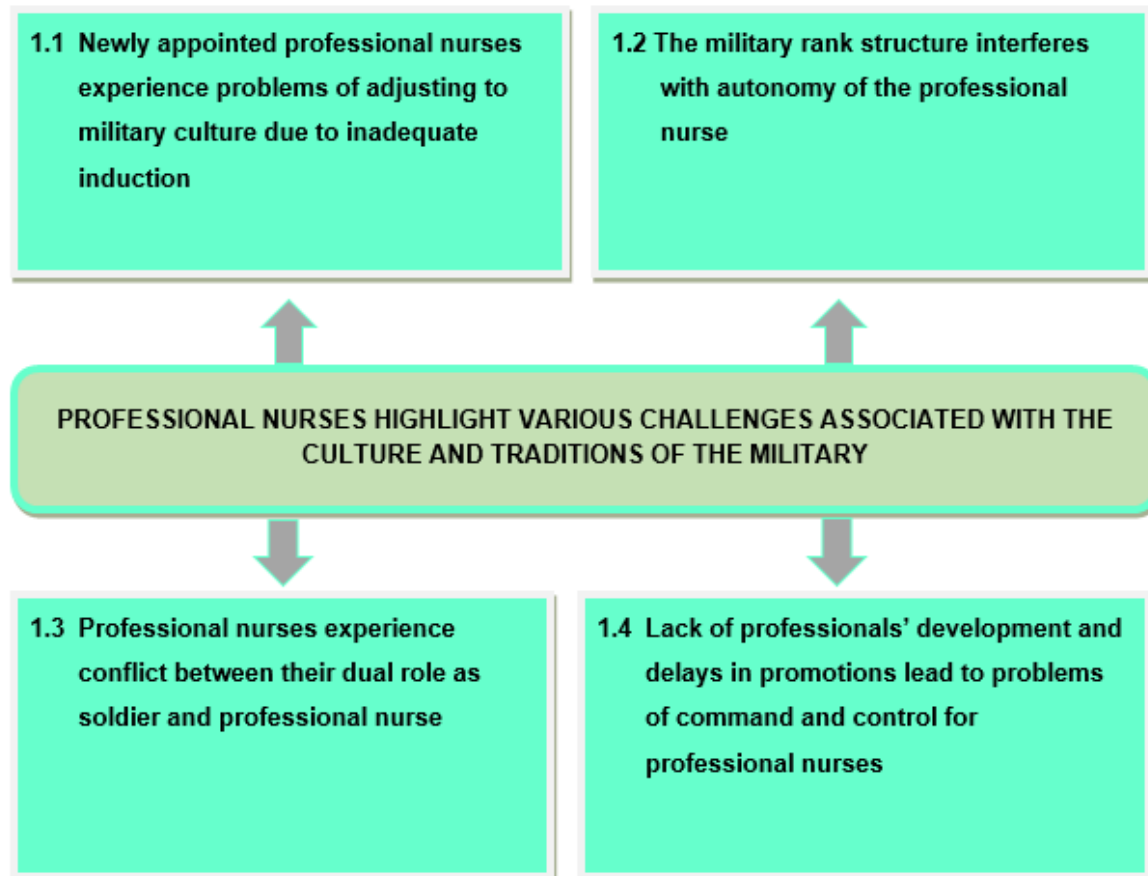 1.1 Newly appointed professional nurses
experience problems of adjusting to
military culture due to inadequate
induction
1.2 The military rank structure interferes
with autonomy of the professional
nurse
PROFESSIONAL NURSES HIGHLIGHT VARIOUS CHALLENGES ASSOCIATED WITH THE
CULTURE AND TRADITIONS OF THE MILITARY
1.3 Professional nurses experience
conflict between their dual role as
soldier and professional nurse
1.4 Lack of professionals’ development and
delays in promotions lead to problems
of command and control for
professional nurses